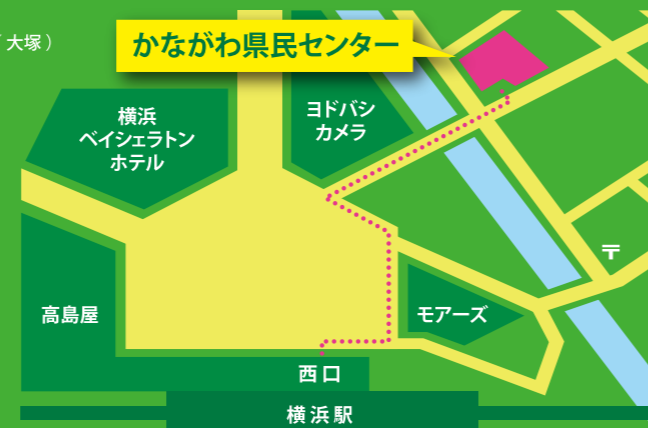 大塚）
かながわ県民センター
横浜
ベイシェラトン
ホテル
ヨドバシ
カメラ
〒
高島屋
モアーズ
西口
横浜駅